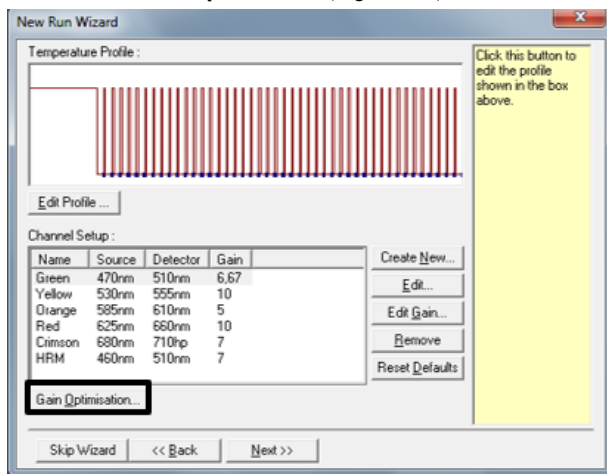 New Run Wizard
Temperature Profile :
Click this button to
edit the profile
shown in the box
above.
Edit Profile ...
Channel Setup :
Name Source Detector Gain
Green 470nm 510nm 6,67
Yellow 530nm 555nm 10
Orange 585nm 610nm 5
Red 625nm 660nm 10
Crimson 680nm 710hp 7
HRM 460nm 510nm 7
Create New...
Edit...
Edit Gain...
Remove
Reset Defaults
Gain Optimisation...
Skip Wizard << Back Next >>